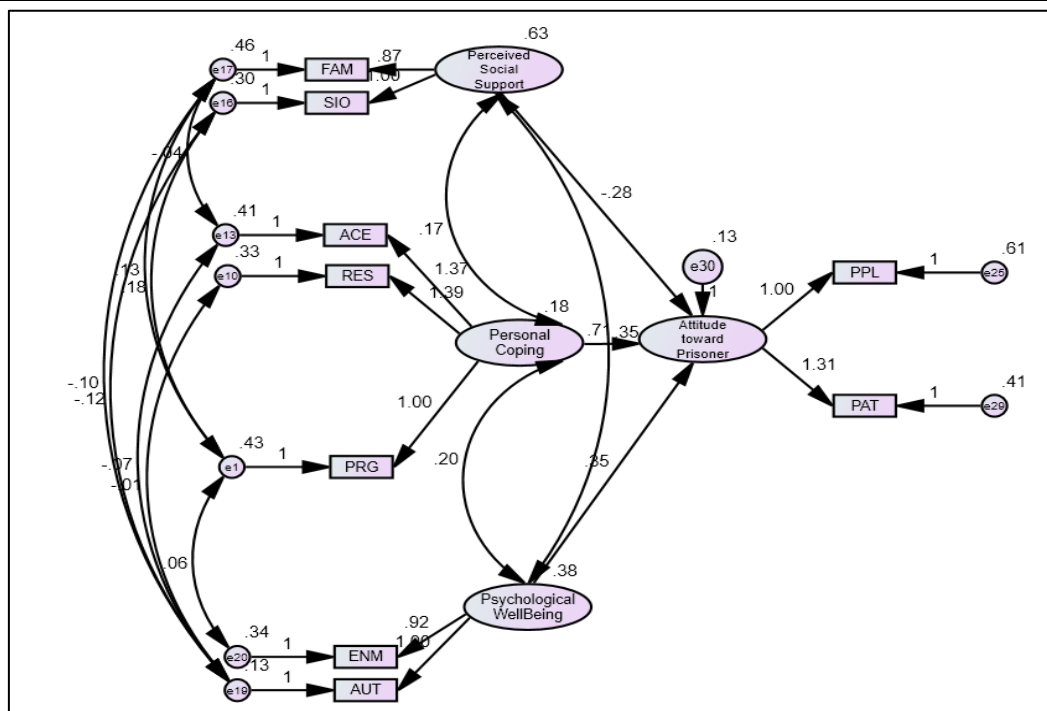 .63
.46
e17
1
FAM
.87
Perceived
Social
Support
.30
e16
1
SIO
1.00
-.04
-.28
.41
e13
1
ACE
.17
.13
e30
1
.33
e10
1
RES
1.37
1.39
.13
.18
.18
Personal
Coping
.71
.35
Attitude
toward
Prisoner
1.00
PPL
1
.61
e25
1.31
PAT
1
.41
e29
-.10
-.12
1.00
.43
e1
1
PRG
.20
.35
-.07
-.01
.06
.38
Psychological
WellBeing
.34
e20
1
ENM
.92
1.00
.13
e19
1
AUT